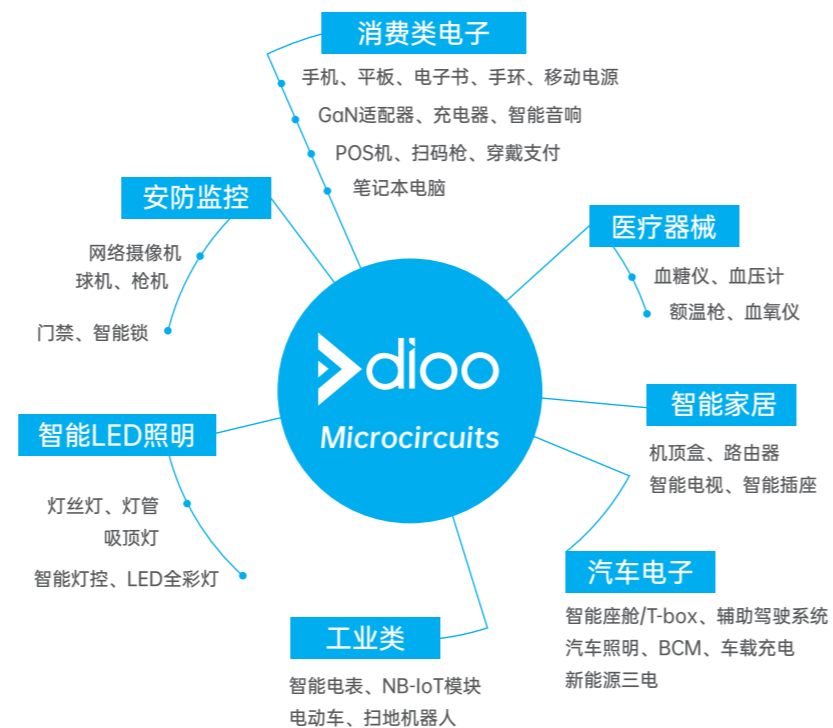 消费类电子
手机、平板、电子书、手环、移动电源
GaN适配器、充电器、智能音响
POS机、扫码枪、穿戴支付
笔记本电脑
安防监控
网络摄像机
球机、枪机
门禁、智能锁
医疗器械
血糖仪、血压计
额温枪、血氧仪
dioo
Microcircuits
智能家居
机顶盒、路由器
智能电视、智能插座
智能LED照明
灯丝灯、灯管
吸顶灯
智能灯控、LED全彩灯
汽车电子
智能座舱/T-box、辅助驾驶系统
汽车照明、BCM、车载充电
新能源三电
工业类
智能电表、NB-IoT模块
电动车、扫地机器人